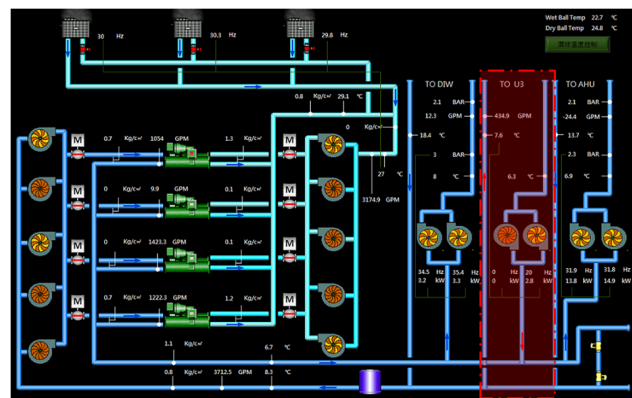 Wet Ball Temp 22.7 ℃
Dry Ball Temp 24.8 ℃
30 Hz
30.3 Hz
29.8 Hz
TO DIW
TO U3
TO AHU
0.8 Kg/c㎡ 29.1 ℃
0
Kg/c㎡
2.1 BAR
12.3 GPM
18.4 ℃
3 BAR
8 ℃
434.9 GPM
7.6 ℃
6.3 ℃
2.1 BAR
-24.4 GPM
13.7 ℃
2.3 BAR
6.9 ℃
M
0.7 Kg/c㎡ 1054 GPM 1.3 Kg/c㎡
M
27 ℃
3174.9 GPM
M
0 Kg/c㎡ 9.9 GPM 0.1 Kg/c㎡
M
M
0 Kg/c㎡ 1423.3 GPM 0.1 Kg/c㎡
M
M
0.7 Kg/c㎡ 1222.3 GPM 1.2 Kg/c㎡
M
34.5 Hz 35.4 Hz
3.2 kW 3.3 kW
0 Hz 20 Hz
0 kW 2.8 kW
31.9 Hz 31.8 Hz
13.8 kW 14.9 kW
1.1 Kg/c㎡ 6.7 ℃
0.8 Kg/c㎡ 3712.5 GPM 8.3 ℃